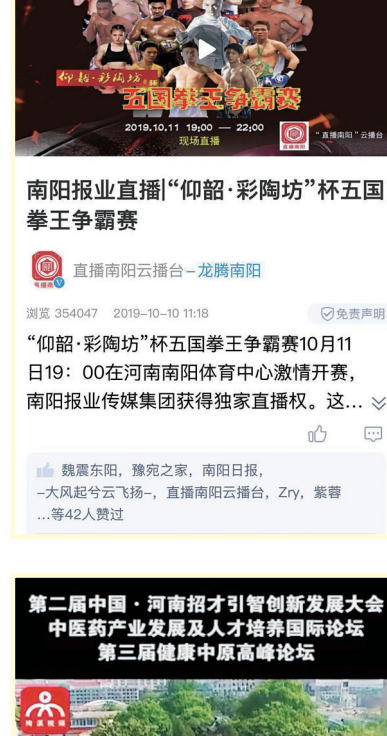 仰韶·彩陶坊杯
五国拳王争霸赛
2019.10.11 19:00 — 22:00
现场直播
直播南阳
“直播南阳”云播台
南阳报业直播|“仰韶·彩陶坊”杯五国
拳王争霸赛
直播南阳云播台–龙腾南阳
浏览 354047 2019–10–10 11:18
免责声明
“仰韶·彩陶坊”杯五国拳王争霸赛10月11
日19：00在河南南阳体育中心激情开赛，
南阳报业传媒集团获得独家直播权。这...
魏震东阳，豫宛之家，南阳日报，
–大风起兮云飞扬–，直播南阳云播台，Zry，紫蓉
...等42人赞过
第二届中国·河南招才引智创新发展大会
中医药产业发展及人才培养国际论坛
第三届健康中原高峰论坛